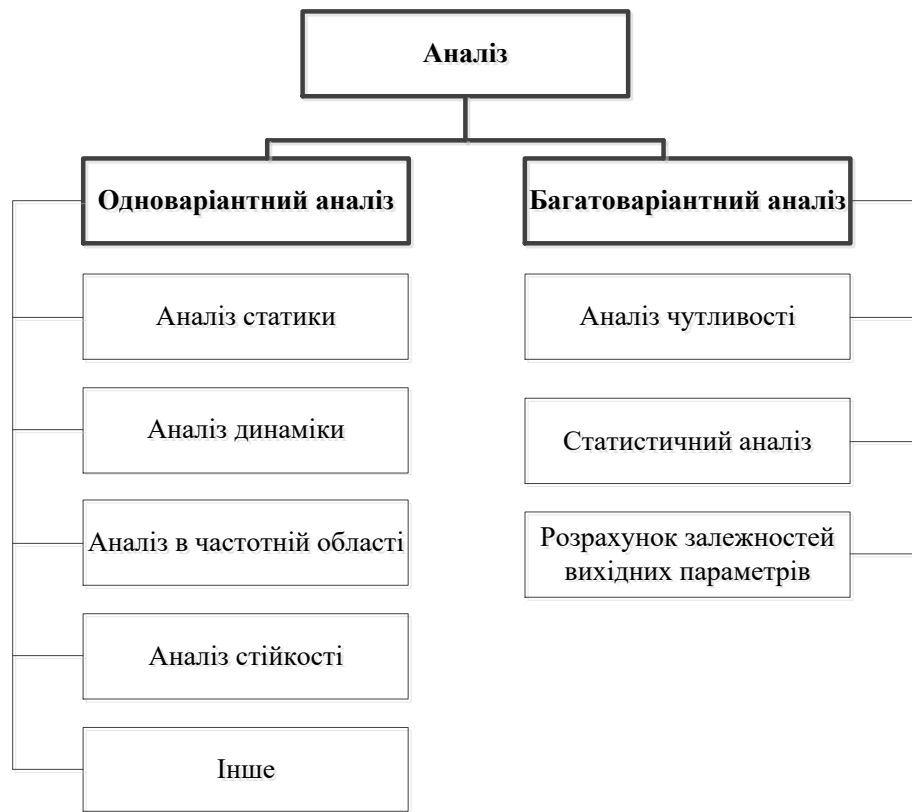 Аналіз
Одноваріантний аналіз
Багатоваріантний аналіз
Аналіз статики
Аналіз чутливості
Аналіз динаміки
Статистичний аналіз
Аналіз в частотній області
Розрахунок залежностей
вихідних параметрів
Аналіз стійкості
Інше